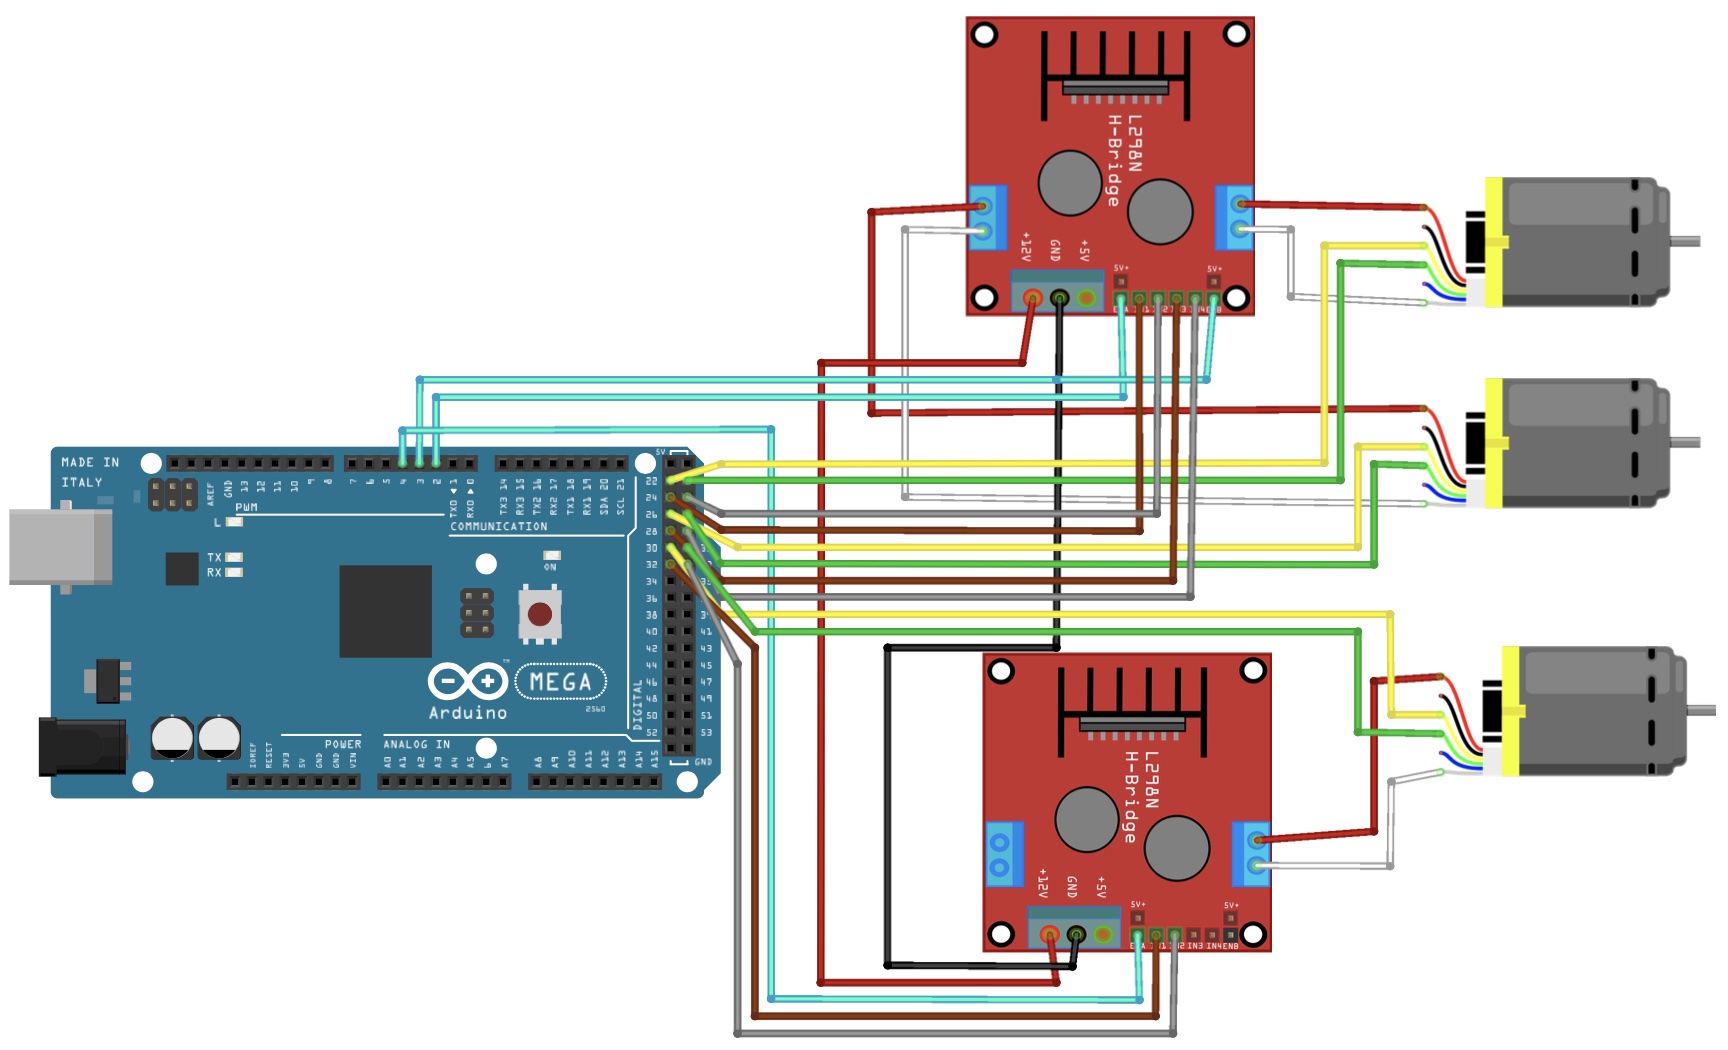 L298N
H-Bridge
+12V
GND
+5V
5V+
5V+
MADE IN
ITALY
AREF
GND
13
12
11
10
9
8
7
6
5
4
3
2
TX0 1
RX0 0
TX3 14
RX3 15
TX2 16
RX2 17
TX1 18
RX1 19
SDA 20
SCL 21
5V
PWM
COMMUNICATION
L
TX
RX
ON
22
24
26
28
30
32
34
36
38
40
41
42
43
44
45
46
47
48
49
50
51
52
53
DIGITAL
GND
MEGA
2560
™
Arduino
POWER
ANALOG IN
IOREF
RESET
3V3
5V
GND
GND
VIN
A0
A1
A2
A3
A4
A5
A7
A8
A9
A10
A11
A12
A13
A14
A15
L298N
H-Bridge
+12V
GND
+5V
5V+
5V+
IN3
IN4
ENB